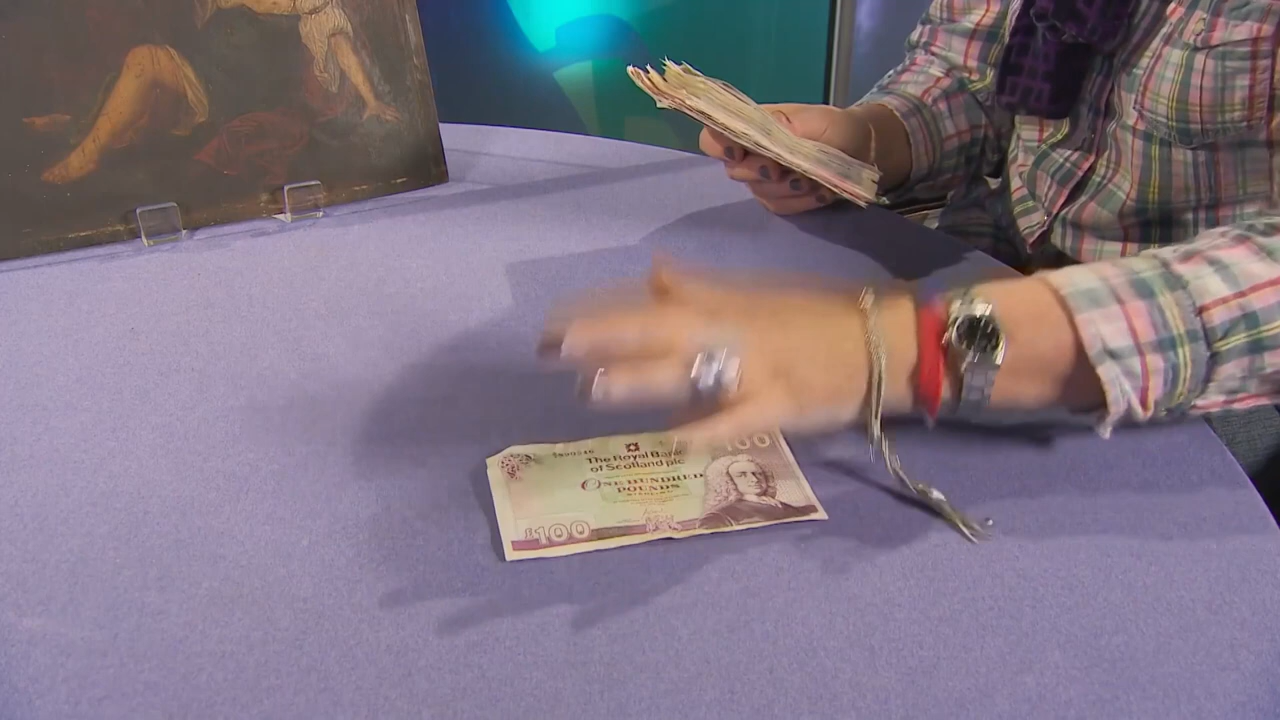 The Royal Bank
of Scotland plc
ONE HUNDRED
POUNDS
£100
100